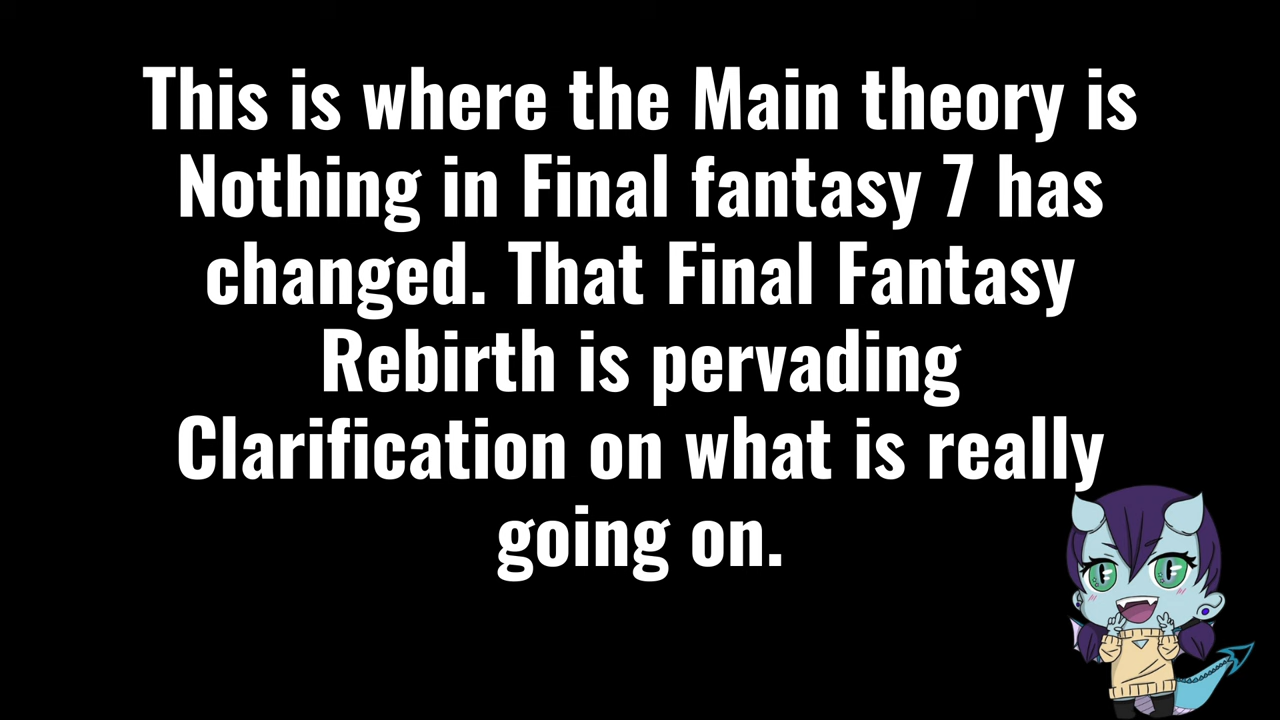 This is where the Main theory is
Nothing in Final fantasy 7 has
changed. That Final Fantasy
Rebirth is pervading
Clarification on what is really
going on.